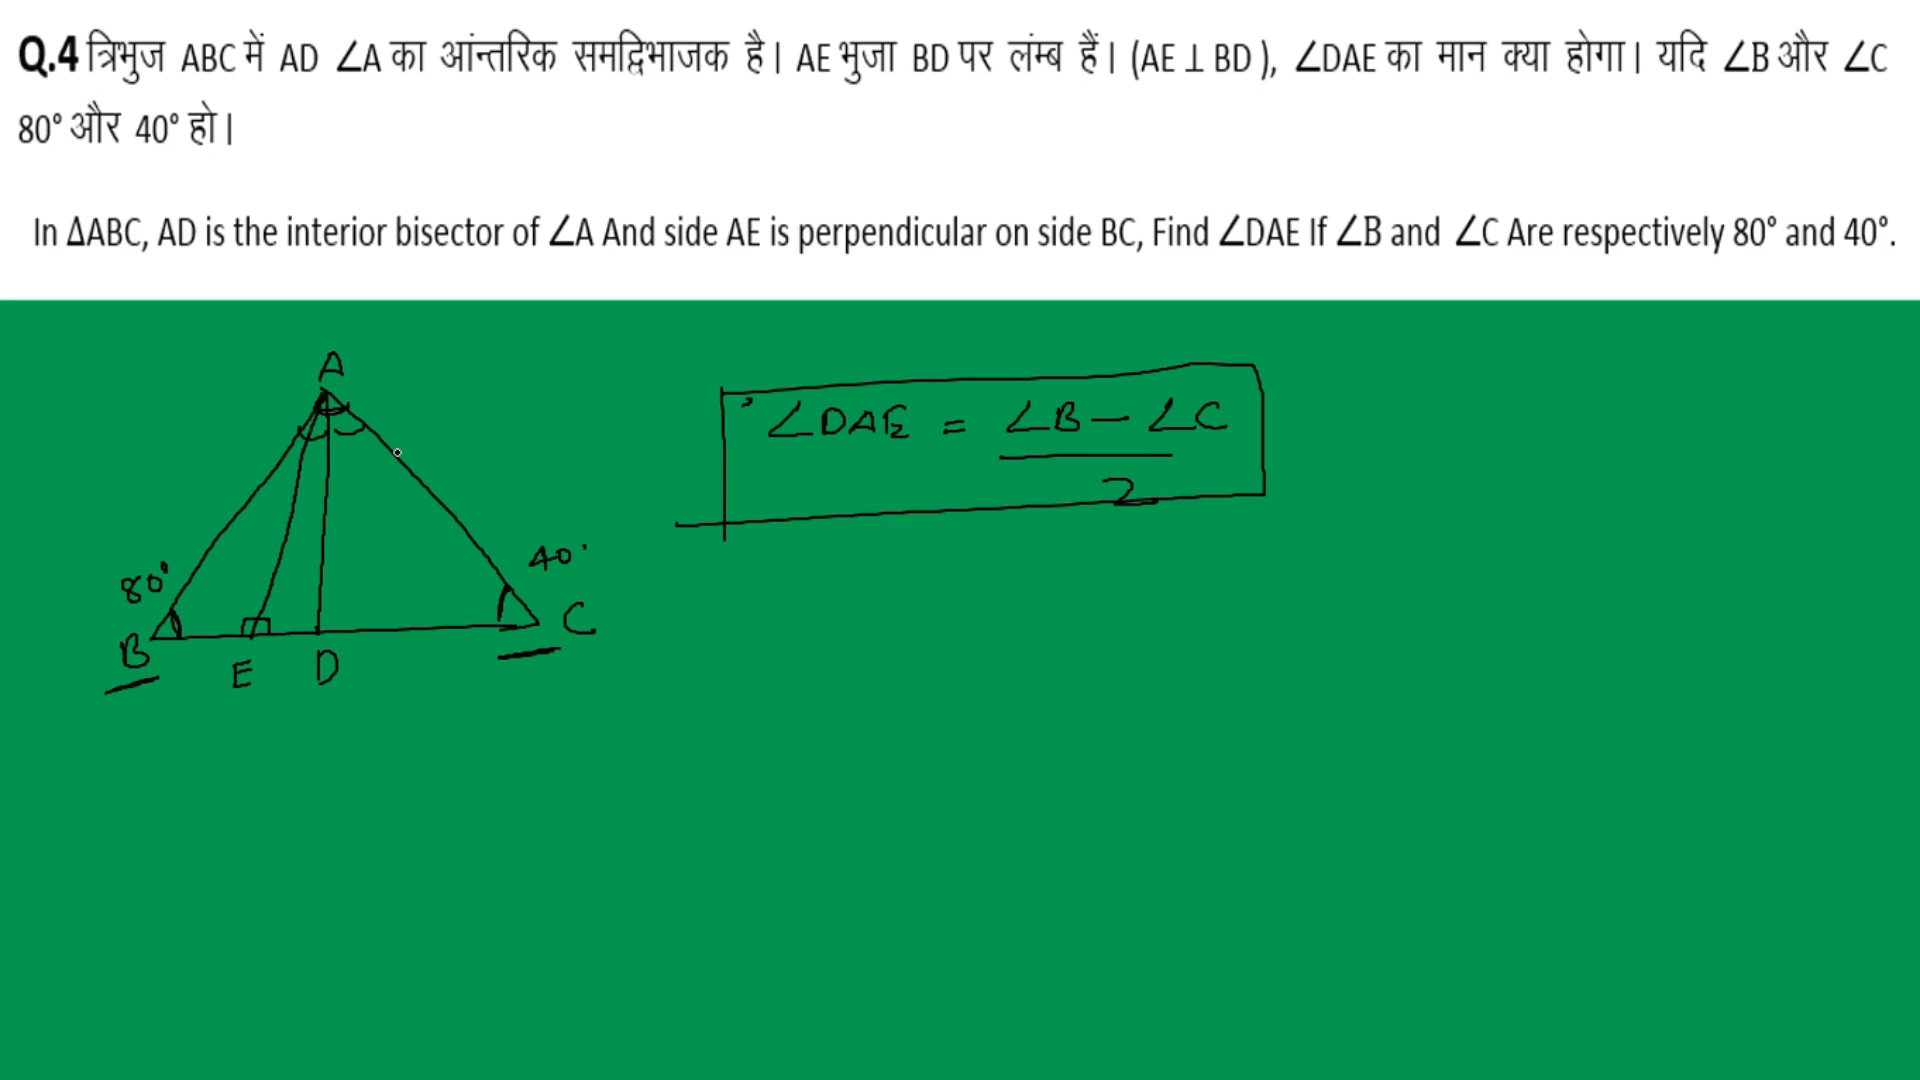 Q.4 त्रिभुज ABC में AD ∠A का आंन्तरिक समद्विभाजक है। AE भुजा BD पर लंम्ब हैं। (AE ⊥ BD ), ∠DAE का मान क्या होगा। यदि ∠B और ∠C
80° और 40° हो।
In ΔABC, AD is the interior bisector of ∠A And side AE is perpendicular on side BC, Find ∠DAE If ∠B and ∠C Are respectively 80° and 40°.
A
∠DAE = ∠B - ∠C
2
80°
40°
B
C
E D